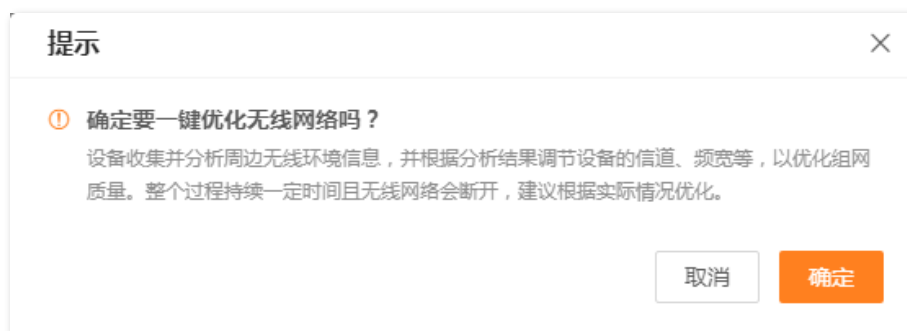 提示
确定要一键优化无线网络吗？
设备收集并分析周边无线环境信息，并根据分析结果调节设备的信道、频宽等，以优化组网
质量。整个过程持续一定时间且无线网络会断开，建议根据实际情况优化。
取消
确定